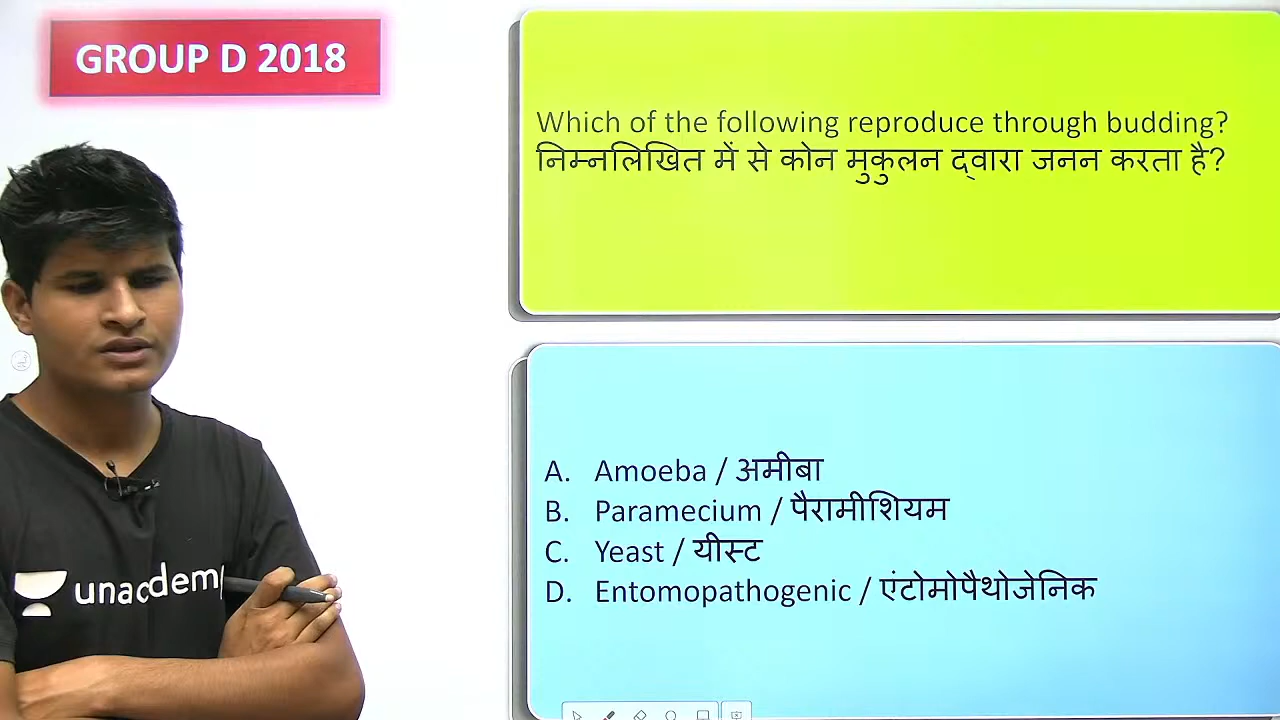 GROUP D 2018
Which of the following reproduce through budding?
निम्नलिखित में से कोन मुकुलन द्वारा जनन करता है?
A. Amoeba / अमीबा
B. Paramecium / पैरामीशियम
C. Yeast / यीस्ट
D. Entomopathogenic / एंटोमोपैथोजेनिक
unacademy